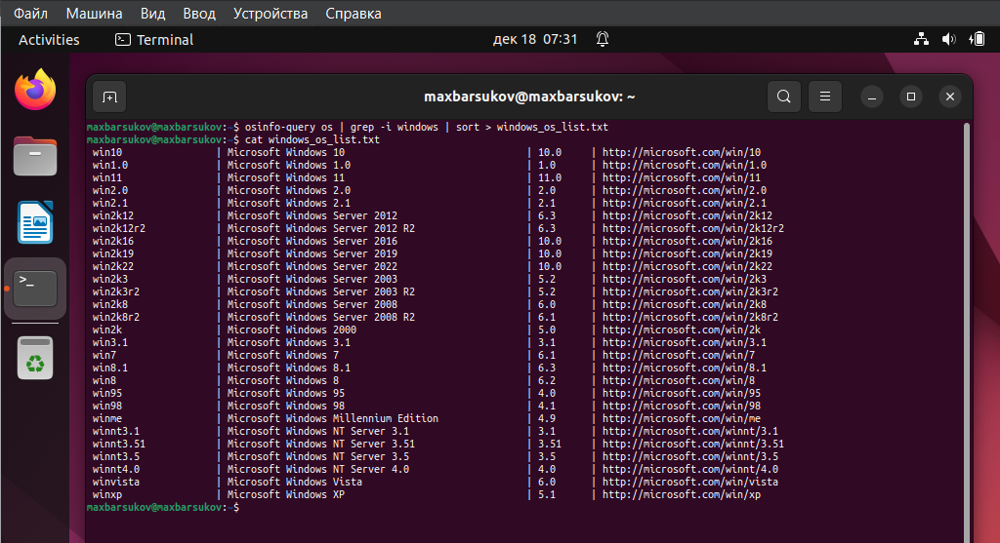 Файл Машина Вид Ввод Устройства Справка
Activities Terminal дек 18 07:31
maxbarsukov@maxbarsukov: ~
maxbarsukov@maxbarsukov:~$ osinfo-query os | grep -i windows | sort > windows_os_list.txt
maxbarsukov@maxbarsukov:~$ cat windows_os_list.txt
win10 | Microsoft Windows 10 | 10.0 | http://microsoft.com/win/10
win1.0 | Microsoft Windows 1.0 | 1.0 | http://microsoft.com/win/1.0
win11 | Microsoft Windows 11 | 11.0 | http://microsoft.com/win/11
win2.0 | Microsoft Windows 2.0 | 2.0 | http://microsoft.com/win/2.0
win2.1 | Microsoft Windows 2.1 | 2.1 | http://microsoft.com/win/2.1
win2k12 | Microsoft Windows Server 2012 | 6.3 | http://microsoft.com/win/2k12
win2k12r2 | Microsoft Windows Server 2012 R2 | 6.3 | http://microsoft.com/win/2k12r2
win2k16 | Microsoft Windows Server 2016 | 10.0 | http://microsoft.com/win/2k16
win2k19 | Microsoft Windows Server 2019 | 10.0 | http://microsoft.com/win/2k19
win2k22 | Microsoft Windows Server 2022 | 10.0 | http://microsoft.com/win/2k22
win2k3 | Microsoft Windows Server 2003 | 5.2 | http://microsoft.com/win/2k3
win2k3r2 | Microsoft Windows Server 2003 R2 | 5.2 | http://microsoft.com/win/2k3r2
win2k8 | Microsoft Windows Server 2008 | 6.0 | http://microsoft.com/win/2k8
win2k8r2 | Microsoft Windows Server 2008 R2 | 6.1 | http://microsoft.com/win/2k8r2
win2k | Microsoft Windows 2000 | 5.0 | http://microsoft.com/win/2k
win3.1 | Microsoft Windows 3.1 | 3.1 | http://microsoft.com/win/3.1
win7 | Microsoft Windows 7 | 6.1 | http://microsoft.com/win/7
win8.1 | Microsoft Windows 8.1 | 6.3 | http://microsoft.com/win/8.1
win8 | Microsoft Windows 8 | 6.2 | http://microsoft.com/win/8
win95 | Microsoft Windows 95 | 4.0 | http://microsoft.com/win/95
win98 | Microsoft Windows 98 | 4.1 | http://microsoft.com/win/98
winme | Microsoft Windows Millennium Edition | 4.9 | http://microsoft.com/win/me
winnt3.1 | Microsoft Windows NT Server 3.1 | 3.1 | http://microsoft.com/winnt/3.1
winnt3.51 | Microsoft Windows NT Server 3.51 | 3.51 | http://microsoft.com/winnt/3.51
winnt3.5 | Microsoft Windows NT Server 3.5 | 3.5 | http://microsoft.com/winnt/3.5
winnt4.0 | Microsoft Windows NT Server 4.0 | 4.0 | http://microsoft.com/winnt/4.0
winvista | Microsoft Windows Vista | 6.0 | http://microsoft.com/win/vista
winxp | Microsoft Windows XP | 5.1 | http://microsoft.com/win/xp
maxbarsukov@maxbarsukov:~$